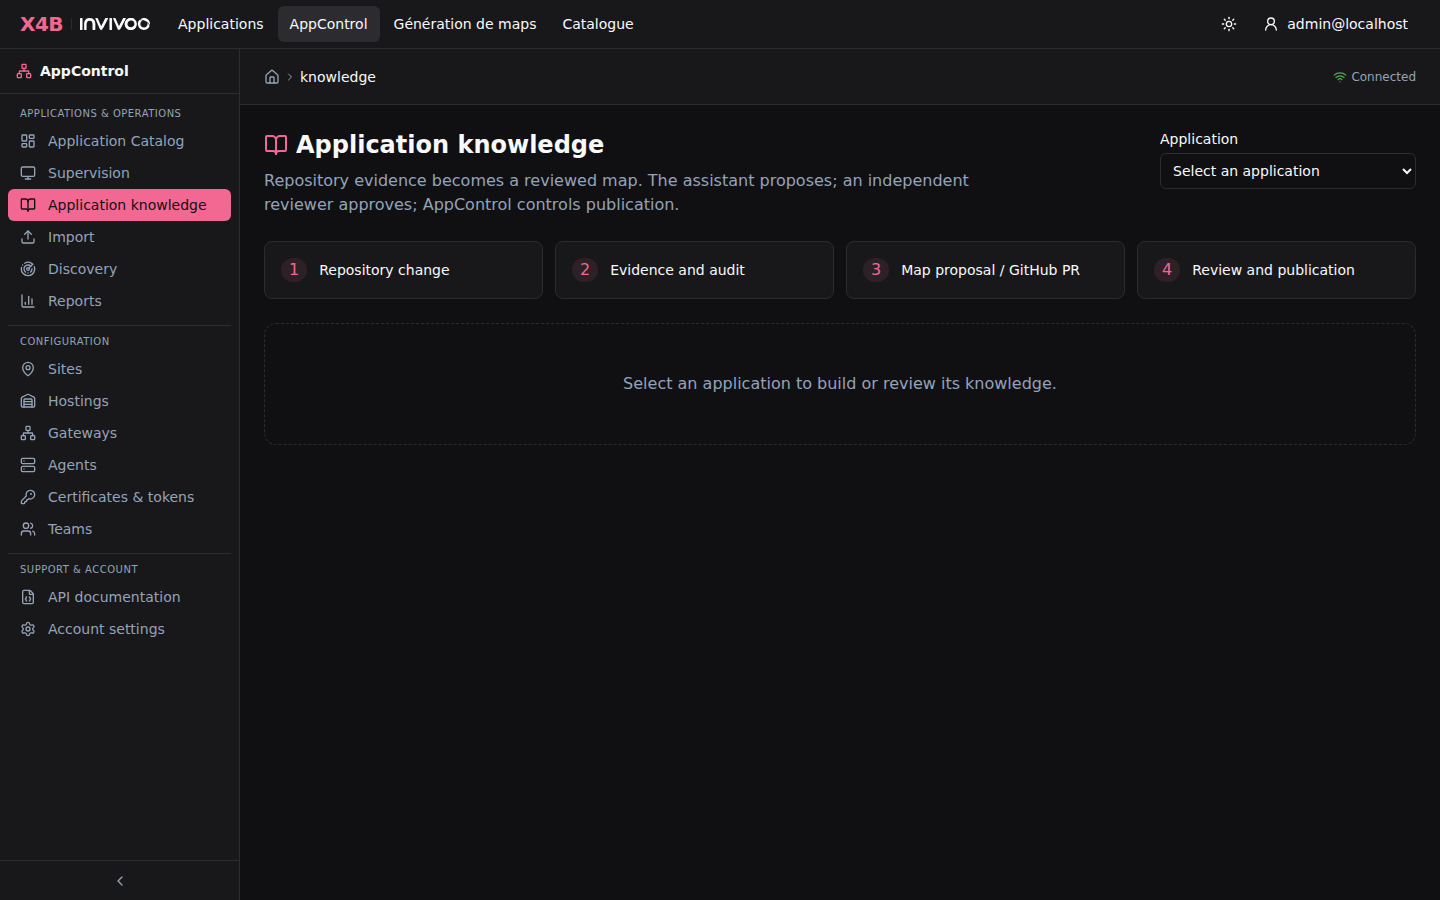 X4B INVIVOO Applications AppControl Génération de maps Catalogue admin@localhost
AppControl
knowledge
Connected
APPLICATIONS & OPERATIONS
Application Catalog
Supervision
Application knowledge
Import
Discovery
Reports
CONFIGURATION
Sites
Hostings
Gateways
Agents
Certificates & tokens
Teams
SUPPORT & ACCOUNT
API documentation
Account settings
Application knowledge
Repository evidence becomes a reviewed map. The assistant proposes; an independent
reviewer approves; AppControl controls publication.
Application
Select an application
1 Repository change
2 Evidence and audit
3 Map proposal / GitHub PR
4 Review and publication
Select an application to build or review its knowledge.